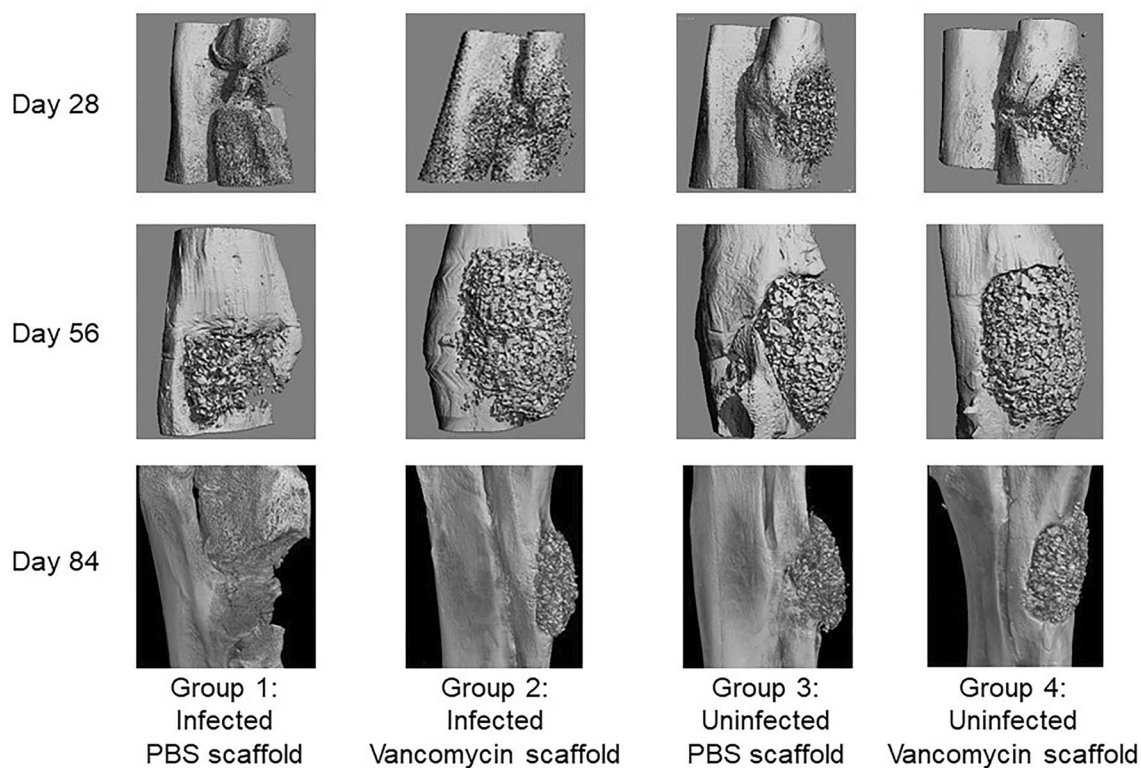 Day 28
Day 56
Day 84
Group 1:
Infected
PBS scaffold
Group 2:
Infected
Vancomycin scaffold
Group 3:
Uninfected
PBS scaffold
Group 4:
Uninfected
Vancomycin scaffold